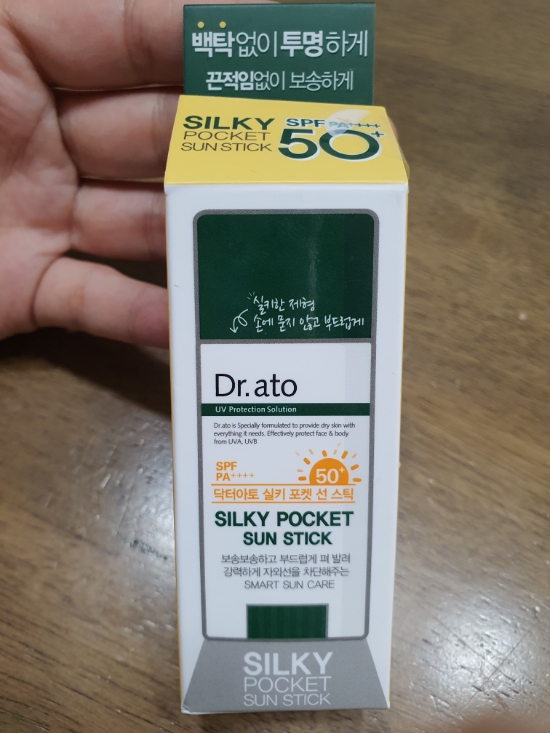 백탁없이 투명하게
끈적임없이 보송하게
SILKY
POCKET
SUN STICK
SPF PA++++
50+
실키한 제형
손에 묻지 않고 부드럽게
Dr.ato
UV Protection Solution
Dr.ato is Specially formulated to provide dry skin with
everything it needs. Effectively protect face & body
from UVA, UVB
SPF
PA++++
50+
닥터아토 실키 포켓 선 스틱
SILKY POCKET
SUN STICK
보송보송하고 부드럽게 펴 발려
강력하게 자외선을 차단해주는
SMART SUN CARE
SILKY
POCKET
SUN STICK